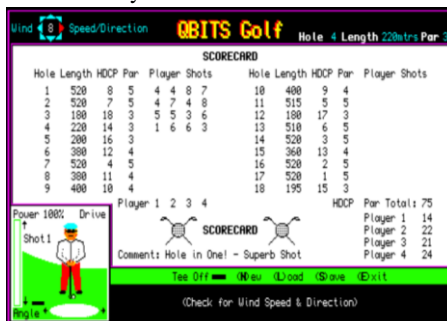 Wind 8 Speed/Direction QBITS Golf Hole 4 Length 220mtrs Par 3
SCORECARD
Hole Length HDCP Par Player Shots Hole Length HDCP Par Player Shots
1 520 8 5 4 4 8 7 10 400 9 4
2 520 7 5 4 7 4 8 11 515 5 5
3 180 18 3 5 5 3 6 12 180 17 3
4 220 14 3 1 6 6 3 13 510 6 5
5 200 16 3 14 520 3 5
6 380 12 4 15 360 13 4
7 520 4 5 16 520 2 5
8 380 11 4 17 520 1 5
9 400 10 4 18 195 15 3
Player 1 2 3 4 HDCP Par Total: 75
Power 100% Drive
Shot1
SCORECARD
Player 1 14
Player 2 22
Player 3 21
Player 4 24
Comment: Hole in One! - Superb Shot
Tee Off (N)ew (L)oad (S)ave (E)xit
Angle
(Check for Wind Speed & Direction)